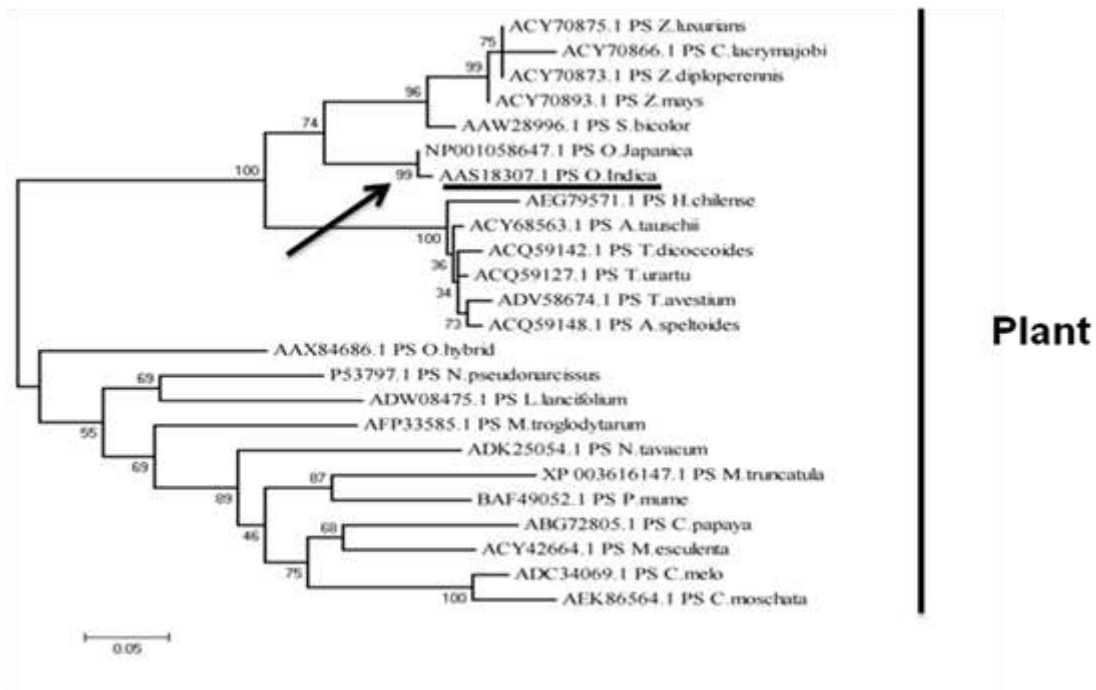 ACY70875.1 PS Z.luxurians
75
ACY70866.1 PS C.lacrymajobi
99
ACY70873.1 PS Z.diploperennis
96
ACY70893.1 PS Z.mays
74
AAW28996.1 PS S.bicolor
NP001058647.1 PS O.Japanica
100
99
AAS18307.1 PS O.Indica
AEG79571.1 PS H.chilense
ACY68563.1 PS A.tauschii
100
ACQ59142.1 PS T.dicoccoides
36
ACQ59127.1 PS T.urartu
34
ADV58674.1 PS T.avestium
73
ACQ59148.1 PS A.speltoides
Plant
AAX84686.1 PS O.hybrid
69
P53797.1 PS N.pseudonarcissus
ADW08475.1 PS L.lancifolium
55
AFP33585.1 PS M.troglodytarum
69
ADK25054.1 PS N.tavacum
87
XP 003616147.1 PS M.truncatula
89
BAF49052.1 PS P.mume
46
68
ABG72805.1 PS C.papaya
ACY42664.1 PS M.esculenta
75
ADC34069.1 PS C.melo
100
AEK86564.1 PS C.moschata
0.05